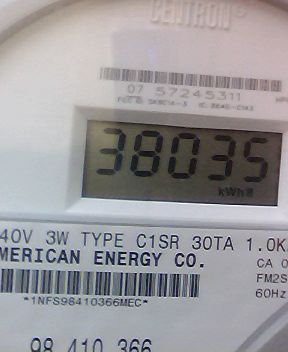 CENTRON®
07 57245311
38035
kWh
40V 3W TYPE C1SR 30TA 1.0K
MERICAN ENERGY CO.
CA 0
FM2S
60Hz
*1NFS98410366MEC*
98 410 366